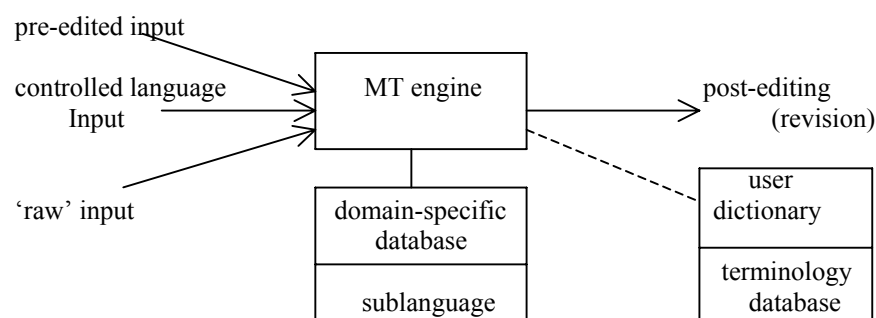 pre-edited input
controlled language
Input
‘raw’ input
MT engine
domain-specific
database
sublanguage
post-editing
(revision)
user
dictionary
terminology
database